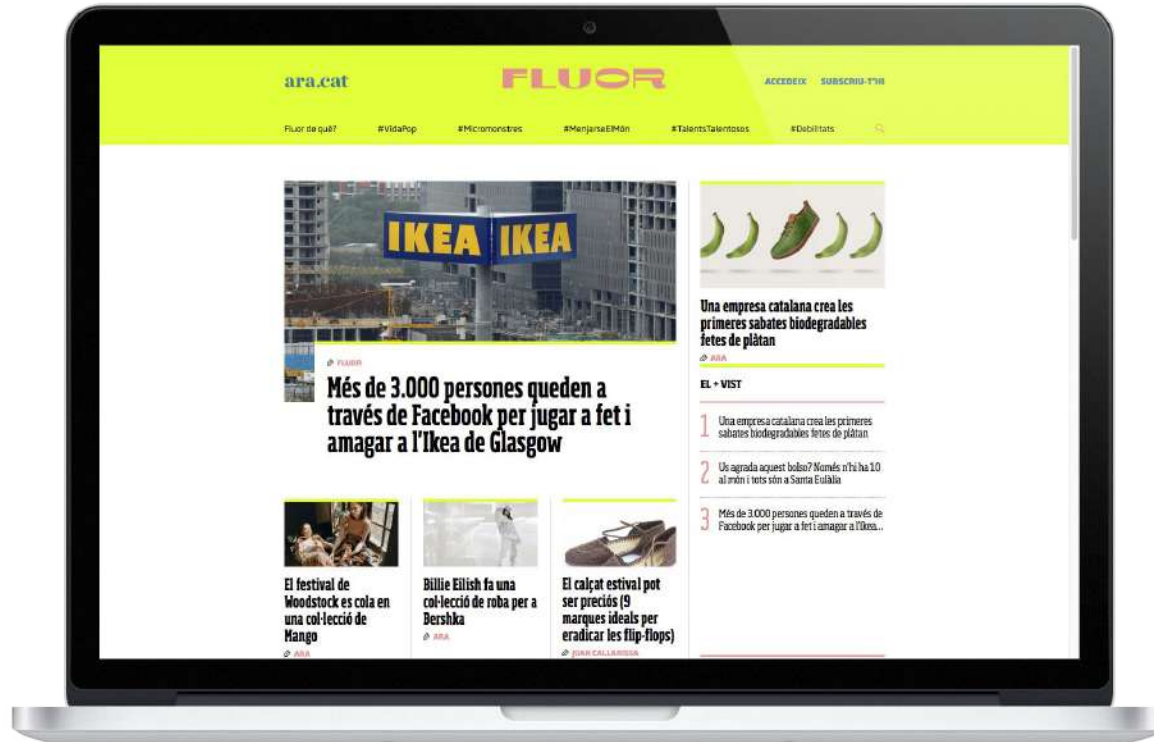 ara.cat
FLUOR
ACCEDEIX SUBSCRIU-T'HI
Fluor de què? #VidaPop #Micromonstres #MenjarseElMón #TalentsTalentosos #Debilitats
IKEA IKEA
FLUOR
Més de 3.000 persones queden a
través de Facebook per jugar a fet i
amagar a l'Ikea de Glasgow
Una empresa catalana crea les
primeres sabates biodegradables
fetes de plàtan
ARA
EL + VIST
1 Una empresa catalana crea les primeres
sabates biodegradables fetes de plàtan
2 Us agrada aquest bolso? Només n'hi ha 10
al món i tots són a Santa Eulàlia
3 Més de 3.000 persones queden a través de
Facebook per jugar a fet i amagar a l'Ikea...
El festival de
Woodstock es cola en
una col·lecció de
Mango
ARA
Billie Eilish fa una
col·lecció de roba per a
Bershka
ARA
El calçat estival pot
ser preciós (9
marques ideals per
eradicar les flip-flops)
JOAN CALLARISSA